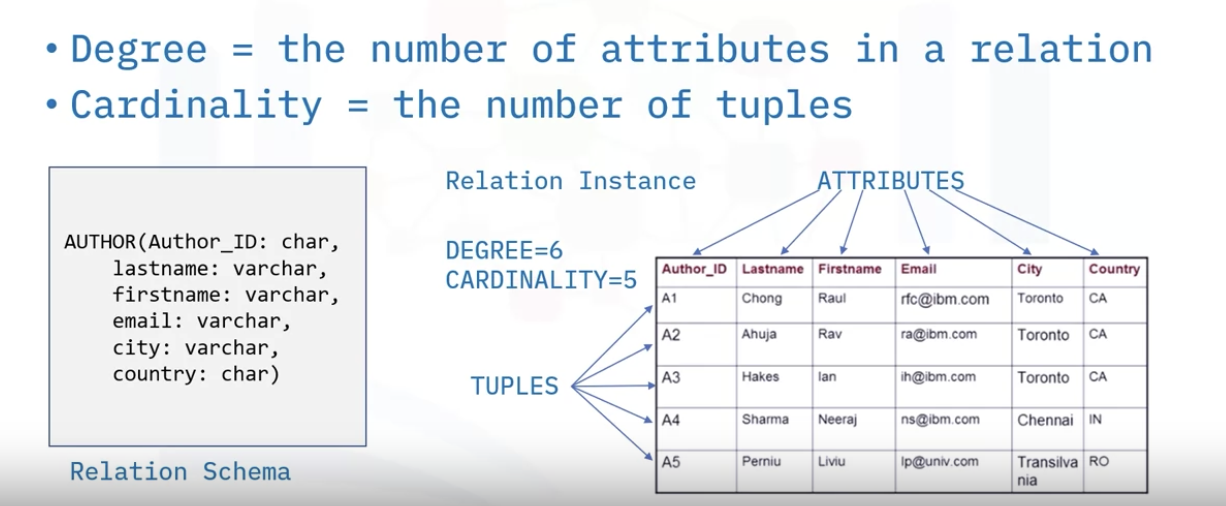 • Degree = the number of attributes in a relation
• Cardinality = the number of tuples
AUTHOR(Author_ID: char,
lastname: varchar,
firstname: varchar,
email: varchar,
city: varchar,
country: char)
Relation Schema
Relation Instance
ATTRIBUTES
DEGREE=6
CARDINALITY=5
TUPLES
Author_ID Lastname Firstname Email City Country
A1 Chong Raul rfc@ibm.com Toronto CA
A2 Ahuja Rav ra@ibm.com Toronto CA
A3 Hakes Ian ih@ibm.com Toronto CA
A4 Sharma Neeraj ns@ibm.com Chennai IN
A5 Perniu Liviu lp@univ.com Transilva RO
nia